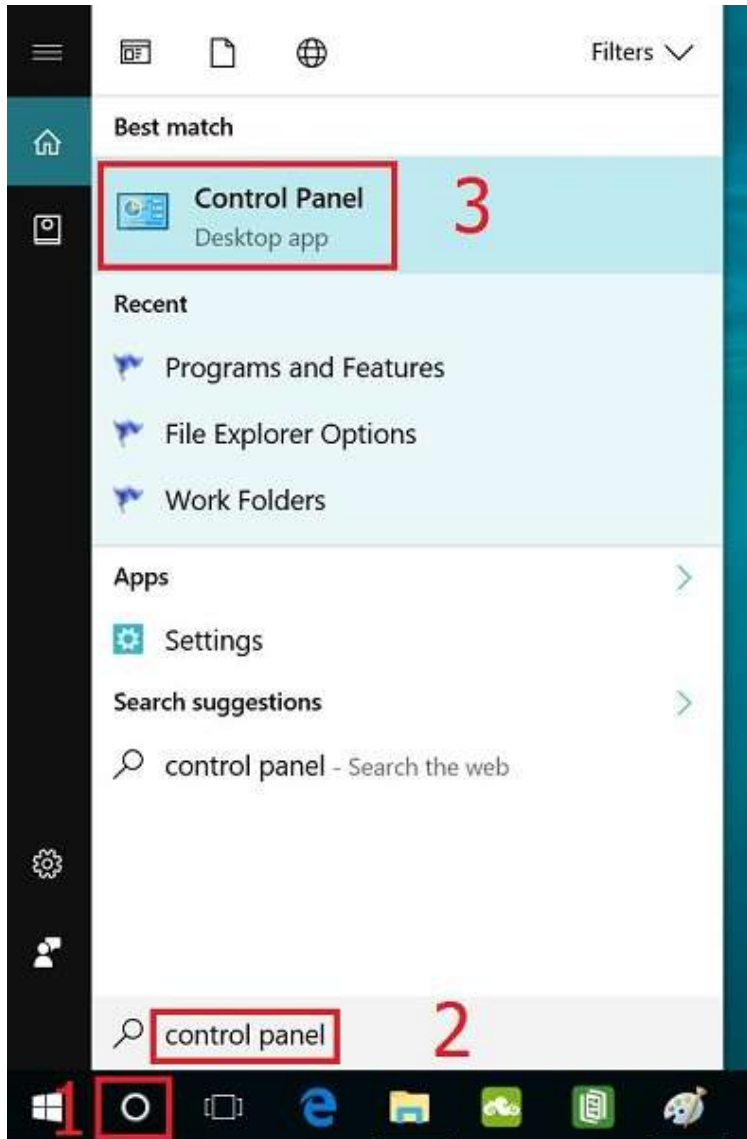 Filters
Best match
Control Panel
Desktop app
3
Recent
Programs and Features
File Explorer Options
Work Folders
Apps
Settings
Search suggestions
control panel - Search the web
control panel
2
1